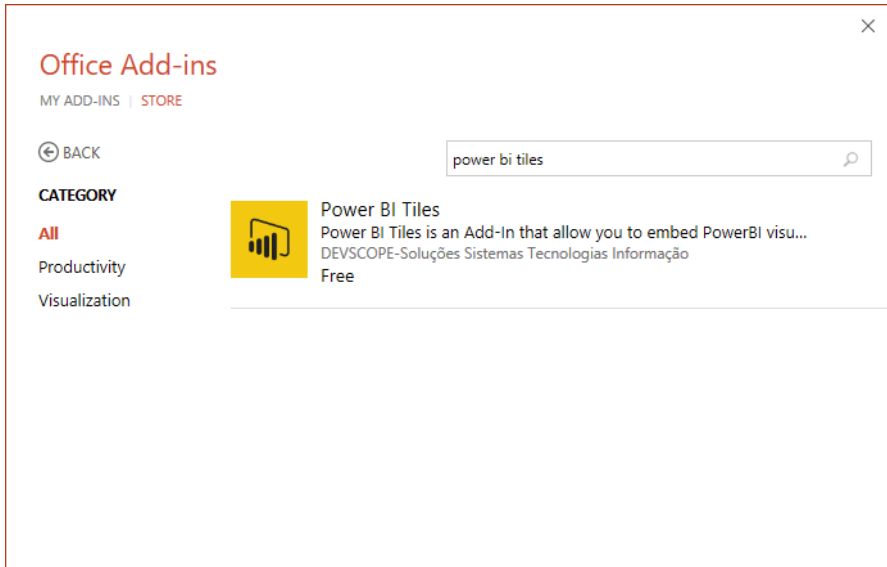 Office Add-ins
MY ADD-INS | STORE
BACK
power bi tiles
CATEGORY
All
Productivity
Visualization
Power BI Tiles
Power BI Tiles is an Add-In that allow you to embed PowerBI visu...
DEVSCOPE-Soluções Sistemas Tecnologias Informação
Free